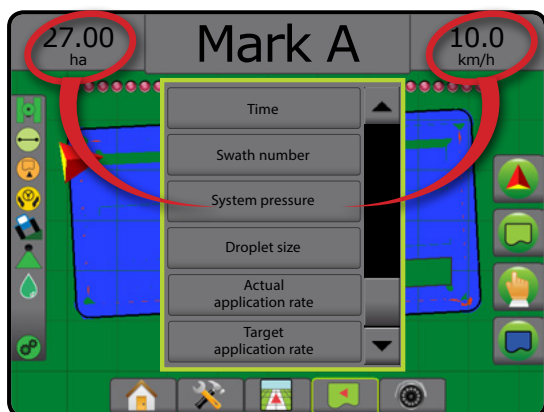 27.00
ha
Mark A
10.0
km/h
Time
Swath number
System pressure
Droplet size
Actual
application rate
Target
application rate